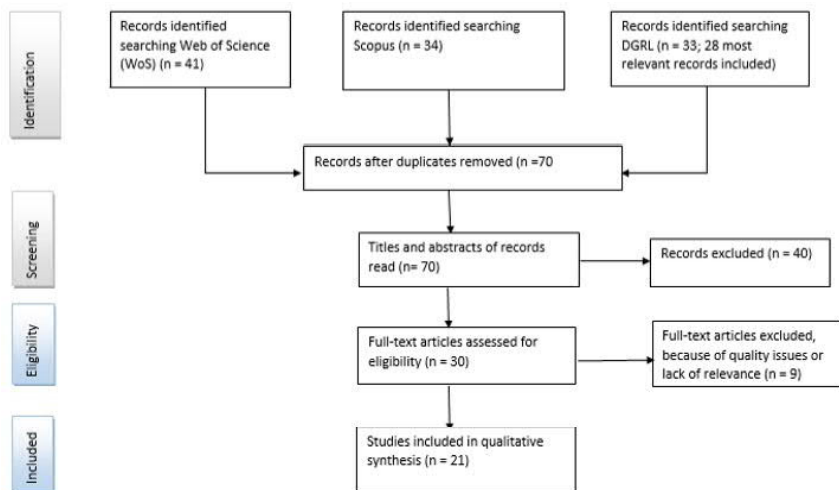 Identification
Records identified
searching Web of Science
(WoS) (n = 41)
Records identified searching
Scopus (n = 34)
Records identified searching
DGRL (n = 33; 28 most
relevant records included)
Records after duplicates removed (n =70
Screening
Titles and abstracts of records
read (n= 70)
Records excluded (n = 40)
Eligibility
Full-text articles assessed for
eligibility (n = 30)
Full-text articles excluded,
because of quality issues or
lack of relevance (n = 9)
Included
Studies included in qualitative
synthesis (n = 21)